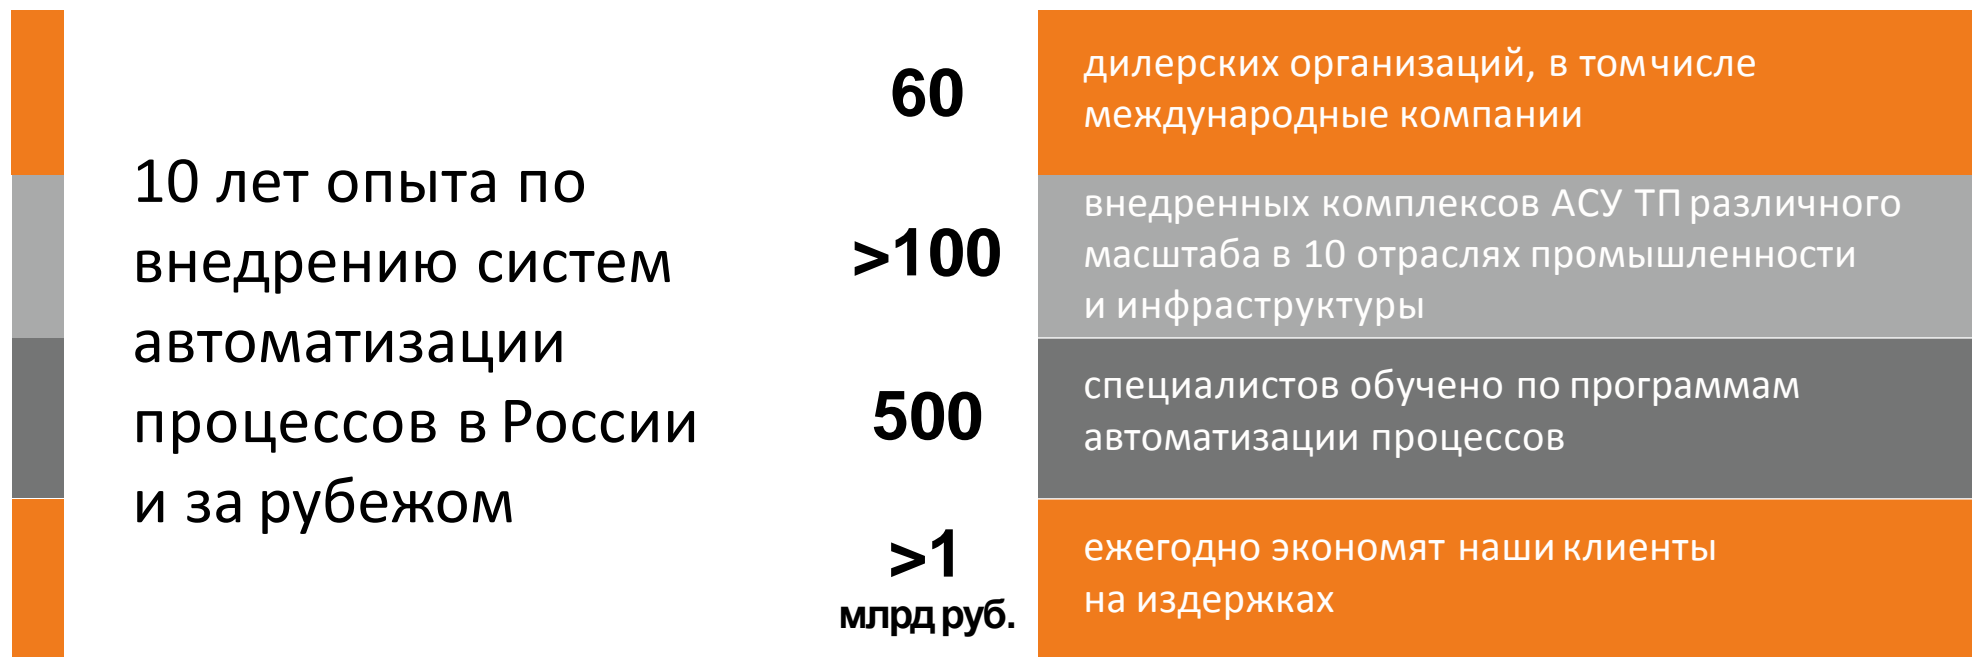 10 лет опыта по
внедрению систем
автоматизации
процессов в России
и за рубежом
60
дилерских организаций, в том числе
международные компании
>100
внедренных комплексов АСУ ТП различного
масштаба в 10 отраслях промышленности
и инфраструктуры
500
специалистов обучено по программам
автоматизации процессов
>1
млрд руб.
ежегодно экономят наши клиенты
на издержках